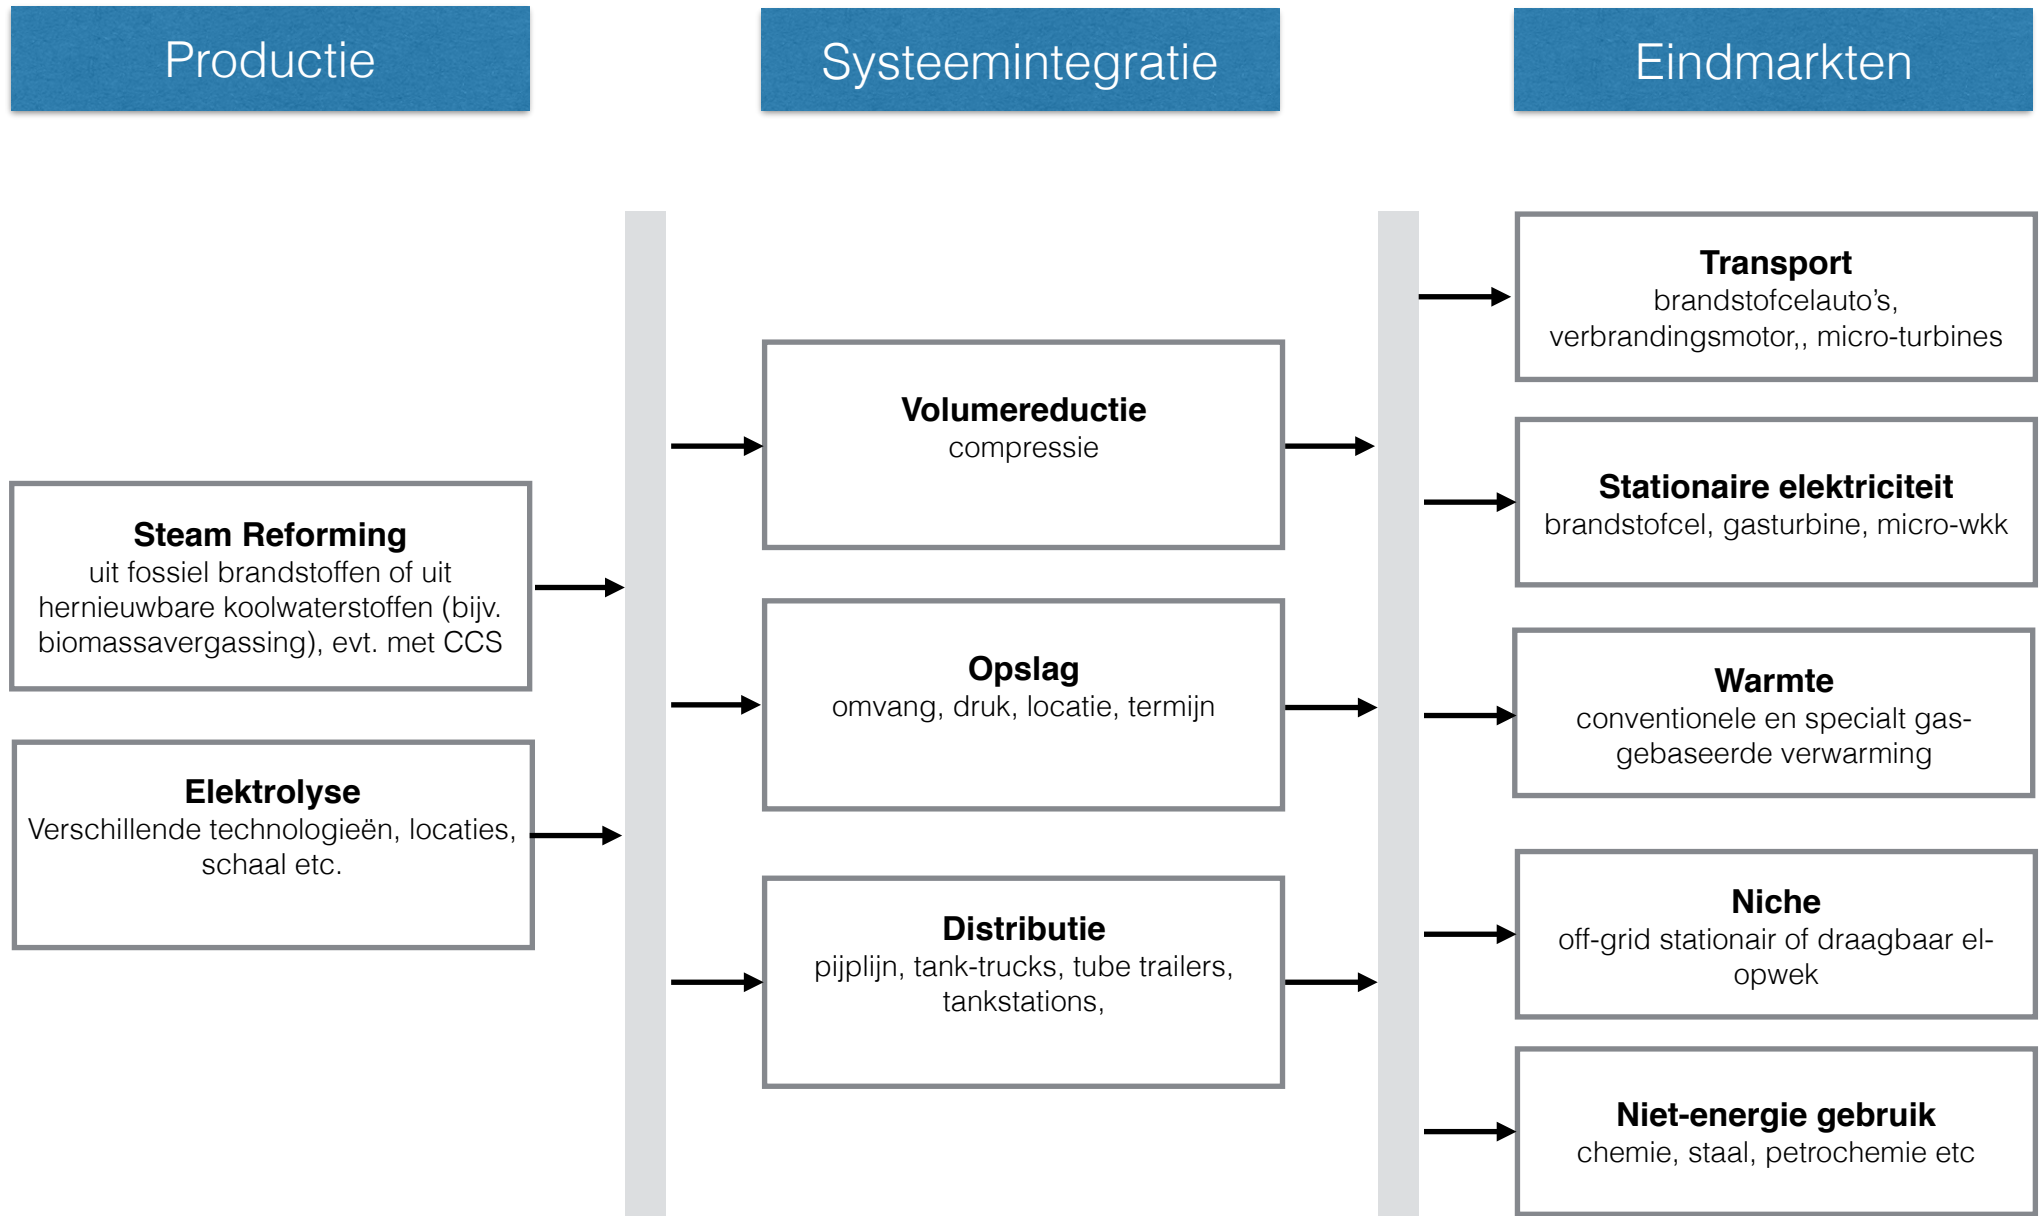 Productie
Systeemintegratie
Eindmarkten
Steam Reforming
uit fossiel brandstoffen of uit
hernieuwbare koolwaterstoffen (bijv.
biomassavergassing), evt. met CCS
Elektrolyse
Verschillende technologieën, locaties,
schaal etc.
Volumereductie
compressie
Opslag
omvang, druk, locatie, termijn
Distributie
pijplijn, tank-trucks, tube trailers,
tankstations,
Transport
brandstofcelauto’s,
verbrandingsmotor,, micro-turbines
Stationaire elektriciteit
brandstofcel, gasturbine, micro-wkk
Warmte
conventionele en specialt gas-
gebaseerde verwarming
Niche
off-grid stationair of draagbaar el-
opwek
Niet-energie gebruik
chemie, staal, petrochemie etc